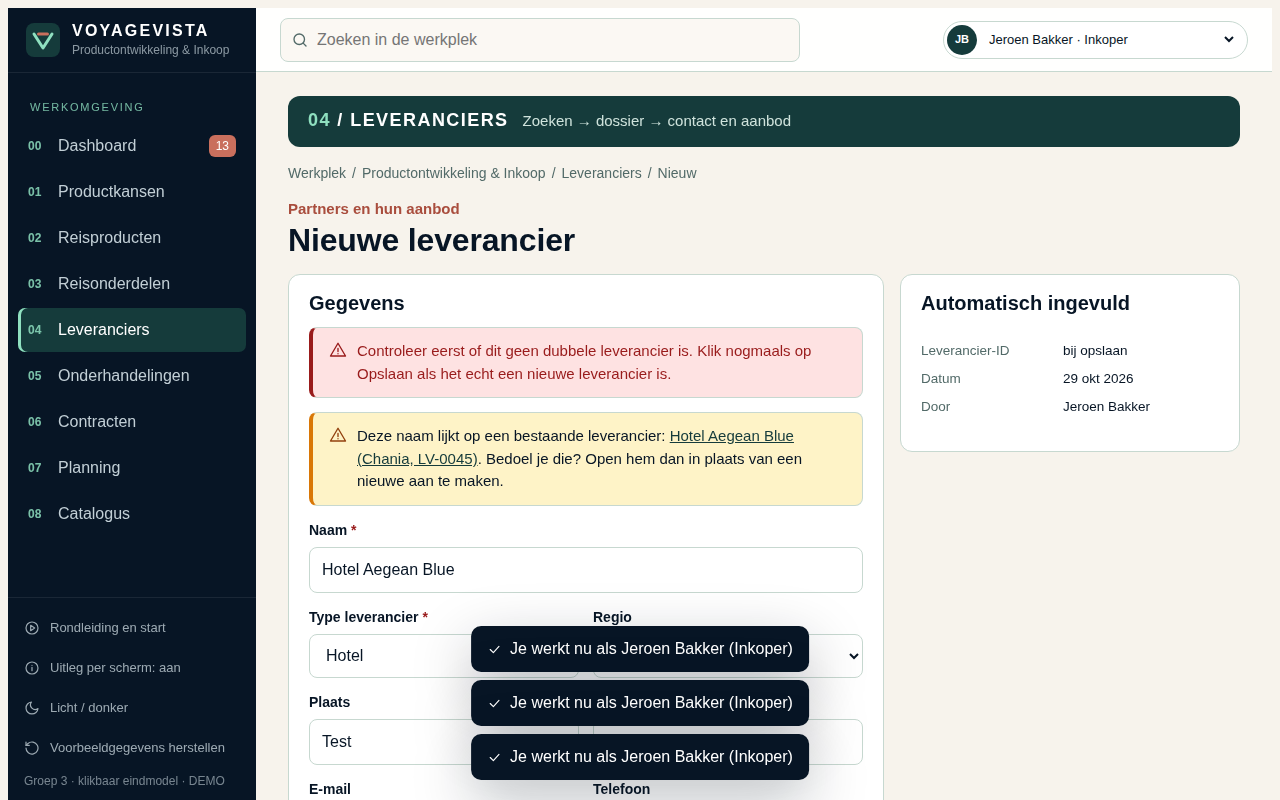 VOYAGEVISTA
Productontwikkeling & Inkoop
WERKOMGEVING
00 Dashboard 13
01 Productkansen
02 Reisproducten
03 Reisonderdelen
04 Leveranciers
05 Onderhandelingen
06 Contracten
07 Planning
08 Catalogus
Rondleiding en start
Uitleg per scherm: aan
Licht / donker
Voorbeeldgegevens herstellen
Groep 3 · klikbaar eindmodel · DEMO
Zoeken in de werkplek
JB Jeroen Bakker · Inkoper
04 / LEVERANCIERS Zoeken → dossier → contact en aanbod
Werkplek / Productontwikkeling & Inkoop / Leveranciers / Nieuw
Partners en hun aanbod
Nieuwe leverancier
Gegevens
Controleer eerst of dit geen dubbele leverancier is. Klik nogmaals op
Opslaan als het echt een nieuwe leverancier is.
Deze naam lijkt op een bestaande leverancier: Hotel Aegean Blue
(Chania, LV-0045). Bedoel je die? Open hem dan in plaats van een
nieuwe aan te maken.
Naam *
Hotel Aegean Blue
Type leverancier * Regio
Hotel
Plaats
Test
E-mail Telefoon
Je werkt nu als Jeroen Bakker (Inkoper)
Je werkt nu als Jeroen Bakker (Inkoper)
Je werkt nu als Jeroen Bakker (Inkoper)
Automatisch ingevuld
Leverancier-ID bij opslaan
Datum 29 okt 2026
Door Jeroen Bakker